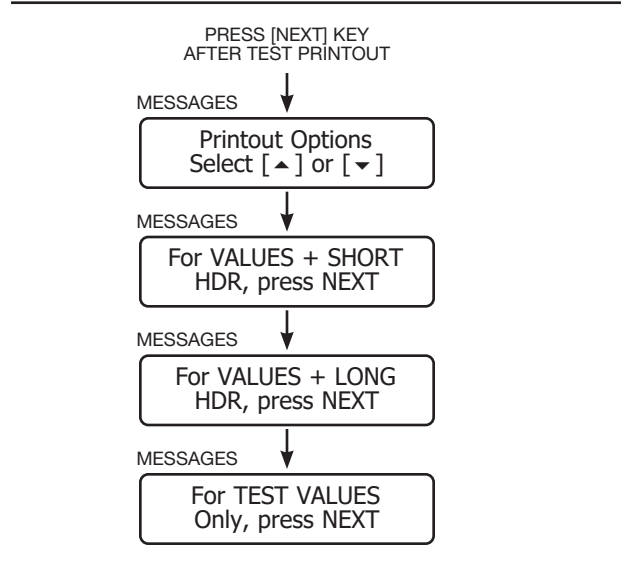 PRESS [NEXT] KEY
AFTER TEST PRINTOUT
MESSAGES
Printout Options
Select [▲] or [▼]
MESSAGES
For VALUES + SHORT
HDR, press NEXT
MESSAGES
For VALUES + LONG
HDR, press NEXT
MESSAGES
For TEST VALUES
Only, press NEXT